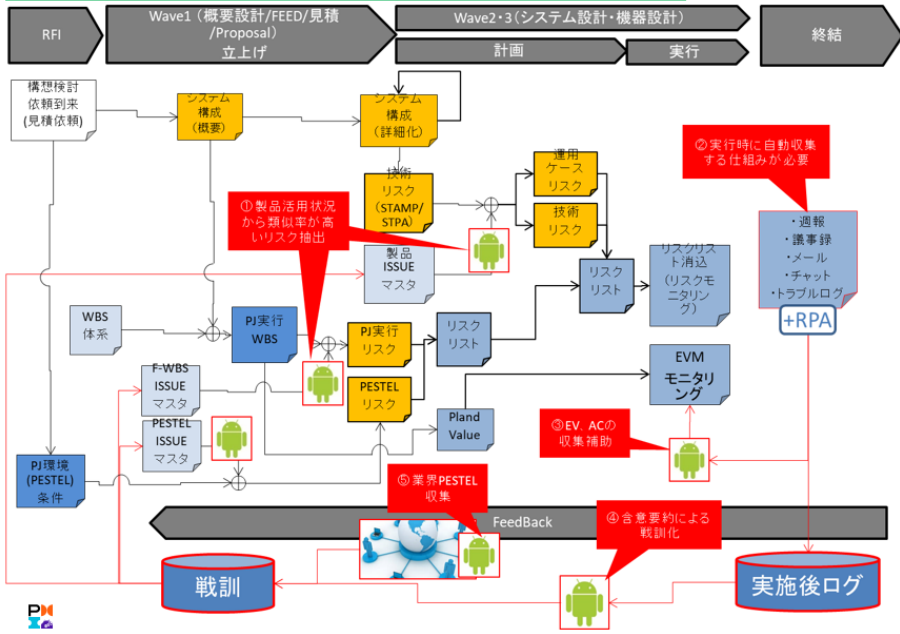 RFI
Wave1（概要設計/FEED/見積
/Proposal）
立上げ
Wave2・3（システム設計・機器設計）
計画
実行
終結
構想検討
依頼到来
(見積依頼)
システム
構成
（概要）
システム
構成
（詳細化）
技術
リスク
（STAMP/
STPA）
運用
ケース
リスク
技術
リスク
②実行時に自動収集
する仕組みが必要
①製品活用状況
から類似率が高
いリスク抽出
製品
ISSUE
マスタ
リスク
リスト
リスクリス
ト消込
（リスクモ
ニタリン
グ）
・週報
・議事録
・メール
・チャット
・トラブルログ
+RPA
WBS
体系
PJ実行
WBS
PJ実行
リスク
リスク
リスト
F-WBS
ISSUE
マスタ
PESTEL
リスク
EVM
モニタリ
ング
PESTEL
ISSUE
マスタ
Pland
Value
③EV、ACの
収集補助
PJ環境
(PESTEL)
条件
⑤業界PESTEL
収集
FeedBack
④含意要約による
戦訓化
戦訓
実施後ログ
PM